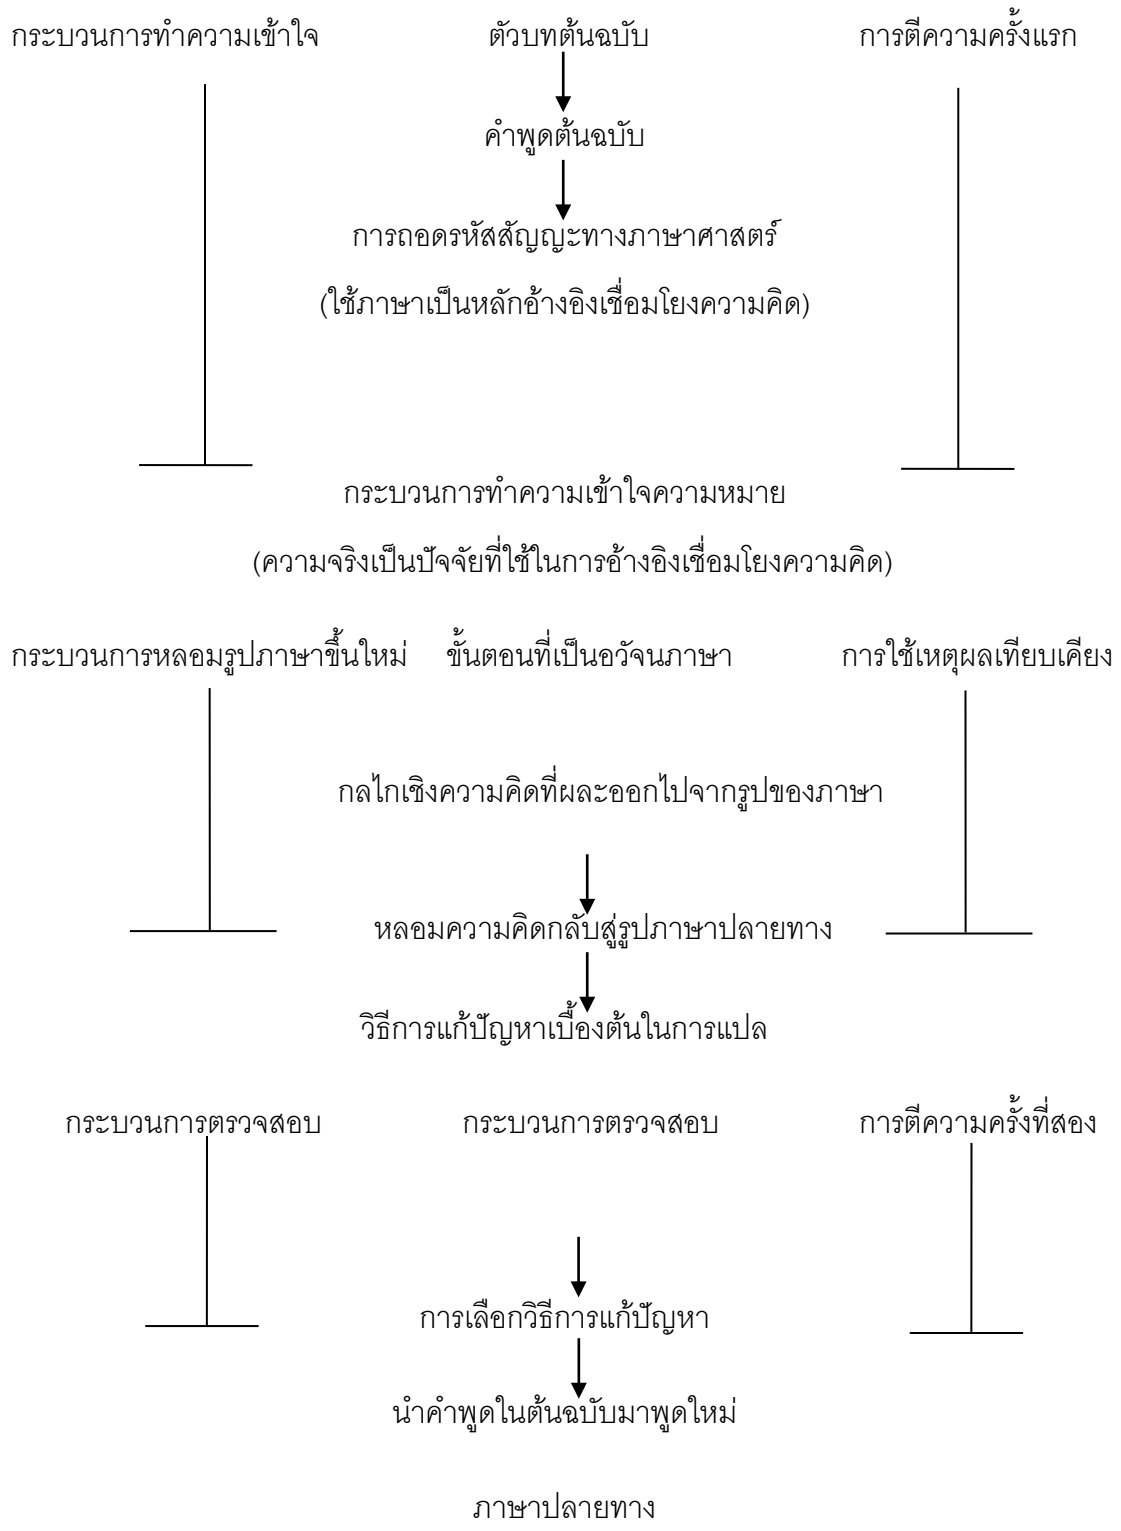 กระบวนการทำความเข้าใจ ตัวบทต้นฉบับ การตีความครั้งแรก
คำพูดต้นฉบับ
การถอดรหัสสัญญะทางภาษาศาสตร์
(ใช้ภาษาเป็นหลักอ้างอิงเชื่อมโยงความคิด)
กระบวนการทำความเข้าใจความหมาย
(ความจริงเป็นปัจจัยที่ใช้ในการอ้างอิงเชื่อมโยงความคิด)
กระบวนการหลอมรูปภาษาขึ้นใหม่ ขั้นตอนที่เป็นอวัจนภาษา การใช้เหตุผลเทียบเคียง
กลไกเชิงความคิดที่ผละออกไปจากรูปของภาษา
หลอมความคิดกลับสู่รูปภาษาปลายทาง
วิธีการแก้ปัญหาเบื้องต้นในการแปล
กระบวนการตรวจสอบ กระบวนการตรวจสอบ การตีความครั้งที่สอง
การเลือกวิธีการแก้ปัญหา
นำคำพูดในต้นฉบับมาพูดใหม่
ภาษาปลายทาง